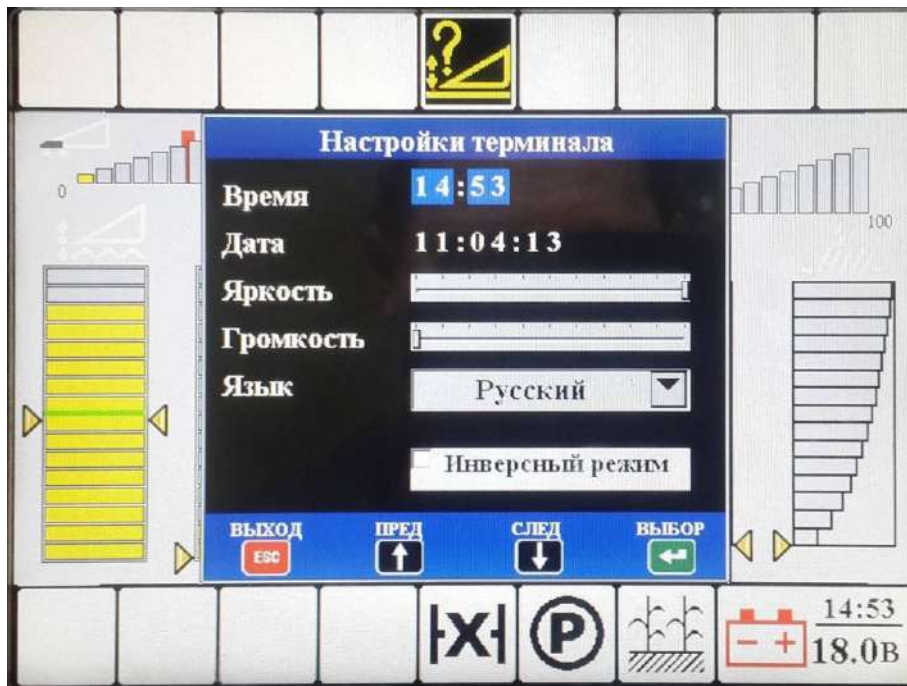 ?
Настройки терминала
Время 14:53
Дата 11:04:13
Яркость
Громкость
Язык Русский
Инверсный режим
ВЫХОД ПРЕД СЛЕД ВЫБОР
ESC
0
100
X P
14:53
- + 18.0В